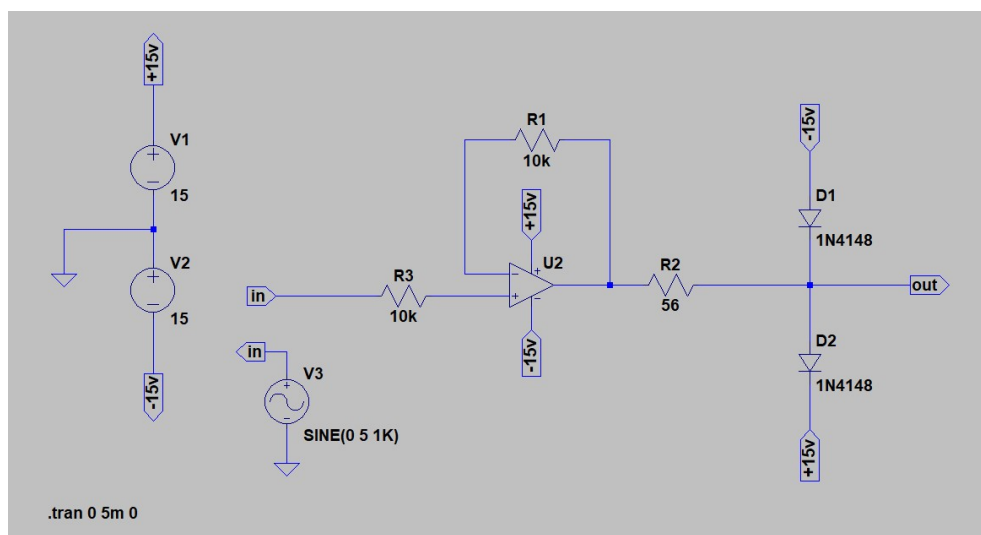 +15v
V1
15
V2
15
-15v
in
R3
10k
in
V3
SINE(0 5 1K)
R1
10k
+15v
U2
-15v
R2
56
-15v
D1
1N4148
out
D2
1N4148
+15v
.tran 0 5m 0